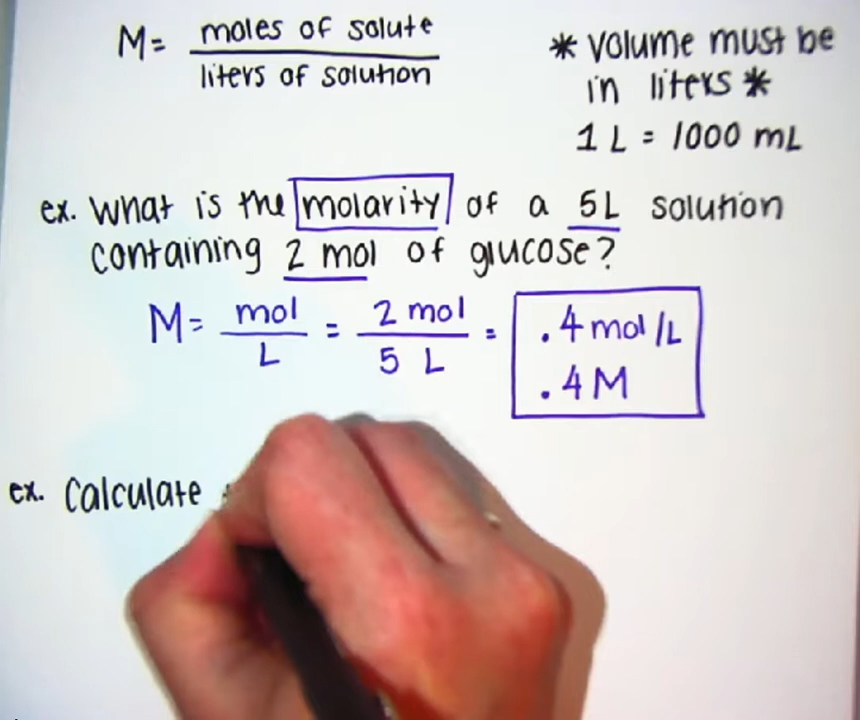 M= moles of solute
liters of solution
* volume must be
in liters *
1 L = 1000 mL
ex. What is the molarity of a 5L solution
containing 2 mol of glucose?
M= mol / L = 2 mol / 5 L = .4 mol/L
.4 M
ex. Calculate